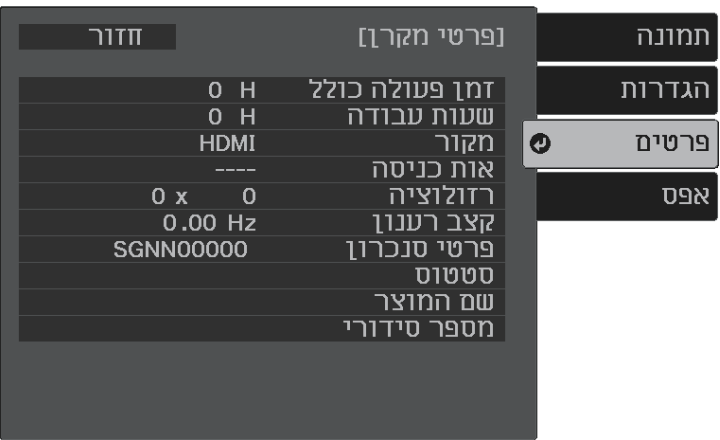 תמונה
הגדרות
פרטים
אפס
[פרטי מקרן]
חזור
זמן פעולה כולל 0 H
שעות עבודה 0 H
מקור HDMI
אות כניסה ----
רזולוציה 0 x 0
קצב רענון 0.00 Hz
פרטי סנכרון SGNN00000
סטטוס
שם המוצר
מספר סידורי